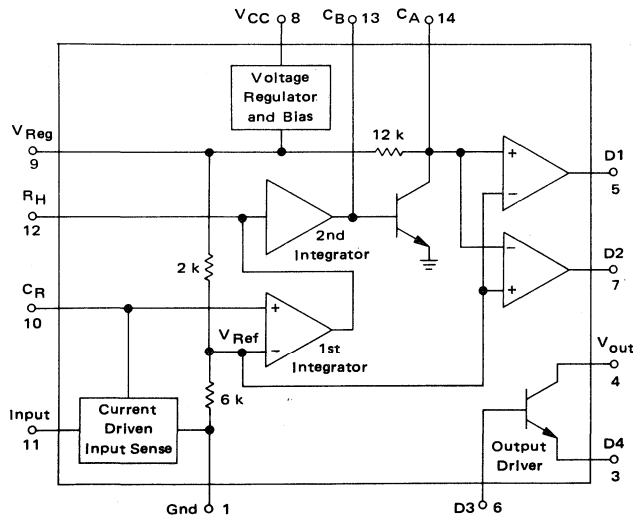 VCC 8
CB 13
CA 14
Voltage
Regulator
and Bias
VReg
9
12 k
D1
5
RH
12
2nd
Integrator
2 k
D2
7
CR
10
VRef
1st
Integrator
Vout
4
6 k
Input
11
Current
Driven
Input Sense
Output
Driver
D4
3
Gnd 1
D3 6
+
−
−
+
+
−